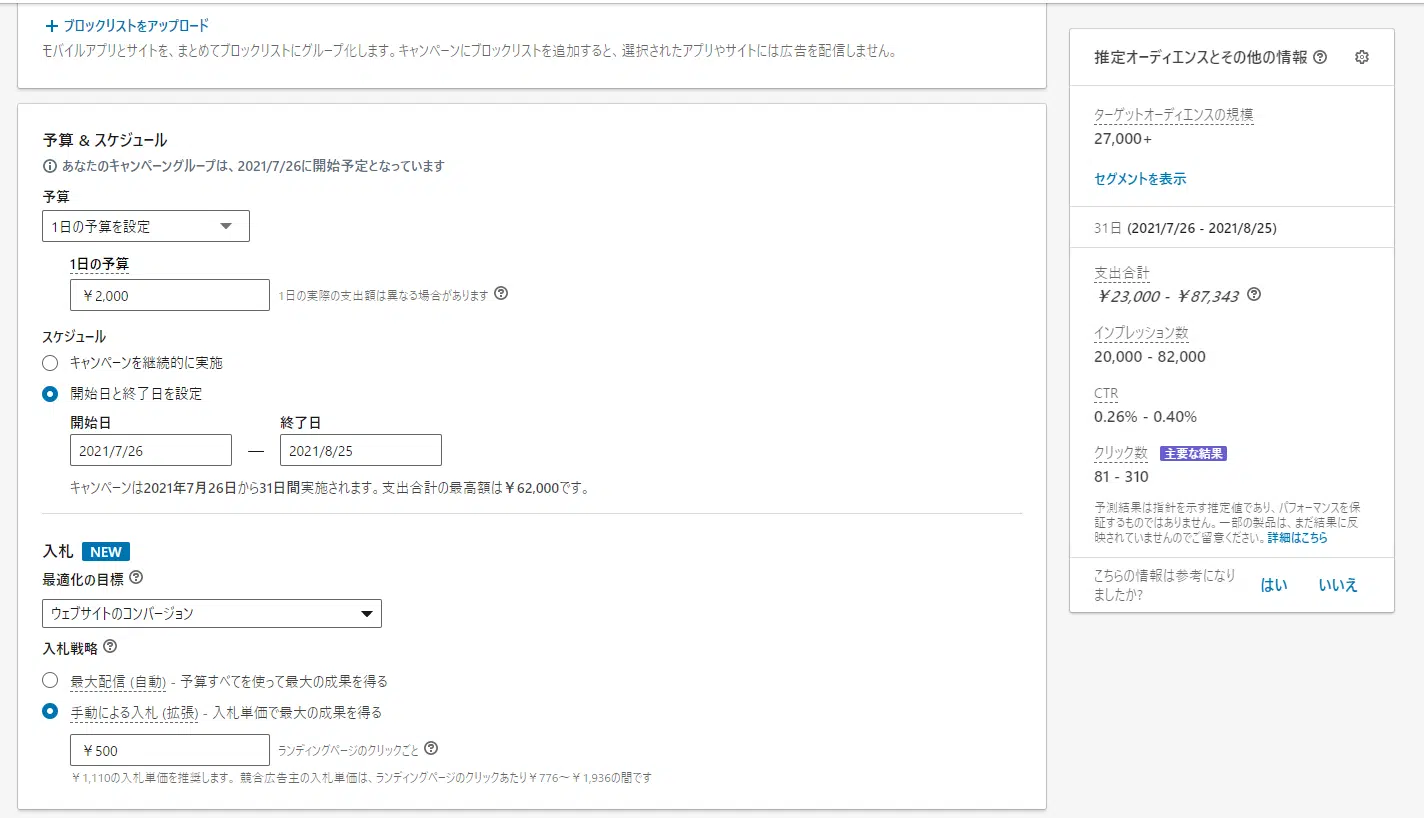 ＋ ブロックリストをアップロード
モバイルアプリとサイトを、まとめてブロックリストにグループ化します。キャンペーンにブロックリストを追加すると、選択されたアプリやサイトには広告を配信しません。
予算 & スケジュール
あなたのキャンペーングループは、2021/7/26に開始予定となっています
予算
1日の予算を設定
1日の予算
￥2,000
1日の実際の支出額は異なる場合があります
スケジュール
キャンペーンを継続的に実施
開始日と終了日を設定
開始日 終了日
2021/7/26 — 2021/8/25
キャンペーンは2021年7月26日から31日間実施されます。支出合計の最高額は￥62,000です。
入札 NEW
最適化の目標
ウェブサイトのコンバージョン
入札戦略
最大配信 (自動) - 予算すべてを使って最大の成果を得る
手動による入札 (拡張) - 入札単価で最大の成果を得る
￥500 ランディングページのクリックごと
￥1,110の入札単価を推奨します。競合広告主の入札単価は、ランディングページのクリックあたり￥776～￥1,936の間です
推定オーディエンスとその他の情報
ターゲットオーディエンスの規模
27,000+
セグメントを表示
31日 (2021/7/26 - 2021/8/25)
支出合計
￥23,000 - ￥87,343
インプレッション数
20,000 - 82,000
CTR
0.26% - 0.40%
クリック数 主要な結果
81 - 310
予測結果は指針を示す推定値であり、パフォーマンスを保
証するものではありません。一部の製品は、まだ結果に反
映されていませんのでご留意ください。詳細はこちら
こちらの情報は参考になり
ましたか?
はい いいえ